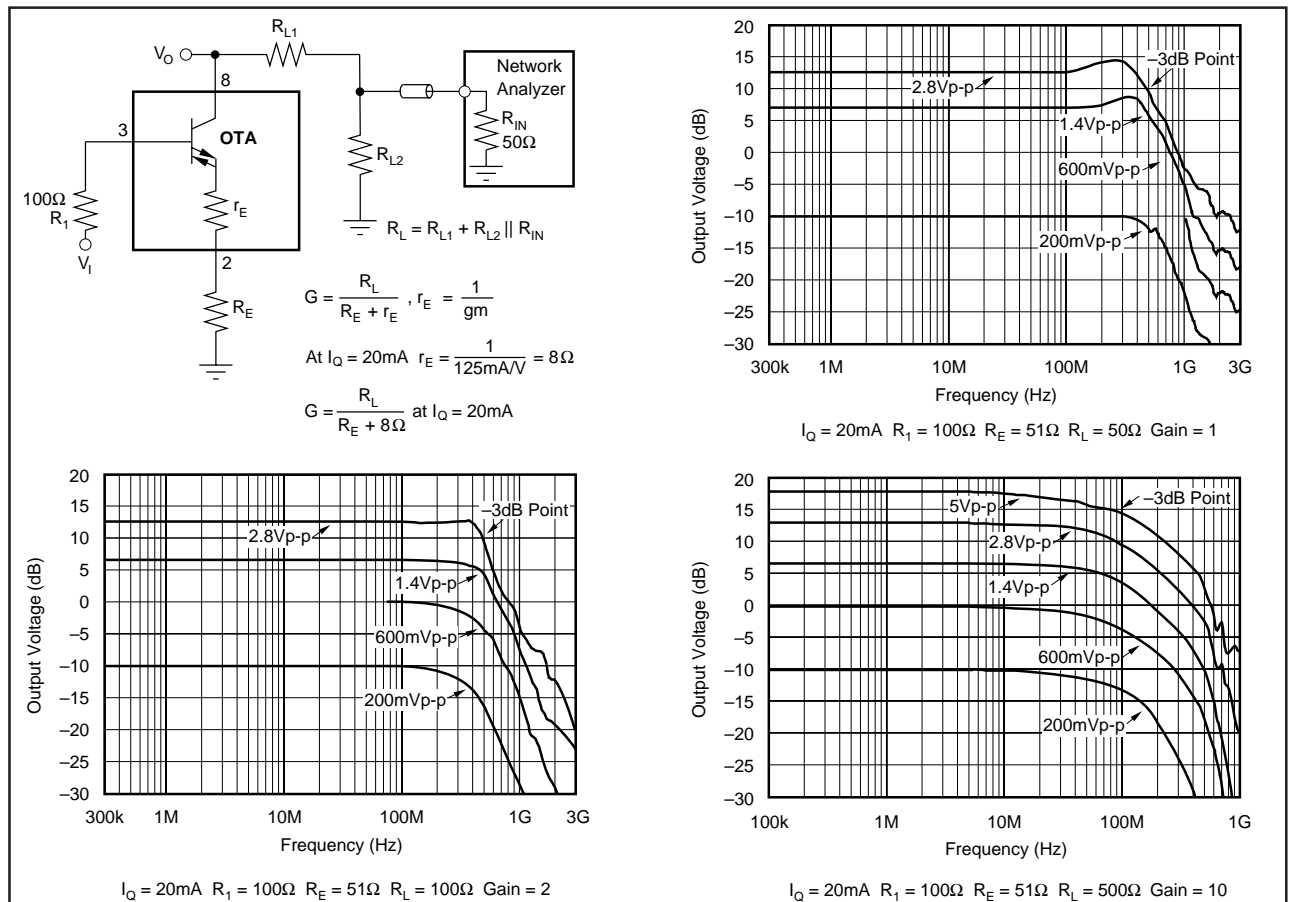 R_L1
V_O
8
OTA
3
100Ω
R_1
V_I
r_E
2
R_E
R_L2
Network
Analyzer
R_IN
50Ω
R_L = R_L1 + R_L2 || R_IN
G = R_L / (R_E + r_E) , r_E = 1 / gm
At I_Q = 20mA r_E = 1 / 125mA/V = 8Ω
G = R_L / (R_E + 8Ω) at I_Q = 20mA
20
15
10
5
0
–5
–10
–15
–20
–25
–30
Output Voltage (dB)
–3dB Point
2.8Vp-p
1.4Vp-p
600mVp-p
200mVp-p
300k 1M 10M 100M 1G 3G
Frequency (Hz)
I_Q = 20mA R_1 = 100Ω R_E = 51Ω R_L = 50Ω Gain = 1
20
15
10
5
0
–5
–10
–15
–20
–25
–30
Output Voltage (dB)
–3dB Point
2.8Vp-p
1.4Vp-p
600mVp-p
200mVp-p
300k 1M 10M 100M 1G 3G
Frequency (Hz)
I_Q = 20mA R_1 = 100Ω R_E = 51Ω R_L = 100Ω Gain = 2
20
15
10
5
0
–5
–10
–15
–20
–25
–30
Output Voltage (dB)
–3dB Point
5Vp-p
2.8Vp-p
1.4Vp-p
600mVp-p
200mVp-p
100k 1M 10M 100M 1G
Frequency (Hz)
I_Q = 20mA R_1 = 100Ω R_E = 51Ω R_L = 500Ω Gain = 10